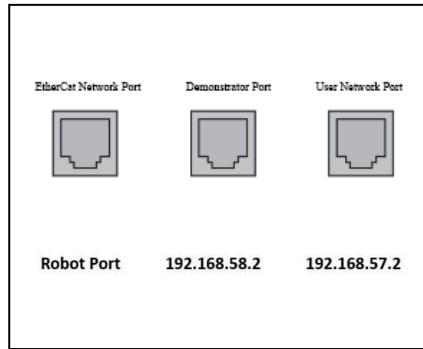 EtherCat Network Port Demonstrator Port User Network Port
Robot Port 192.168.58.2 192.168.57.2